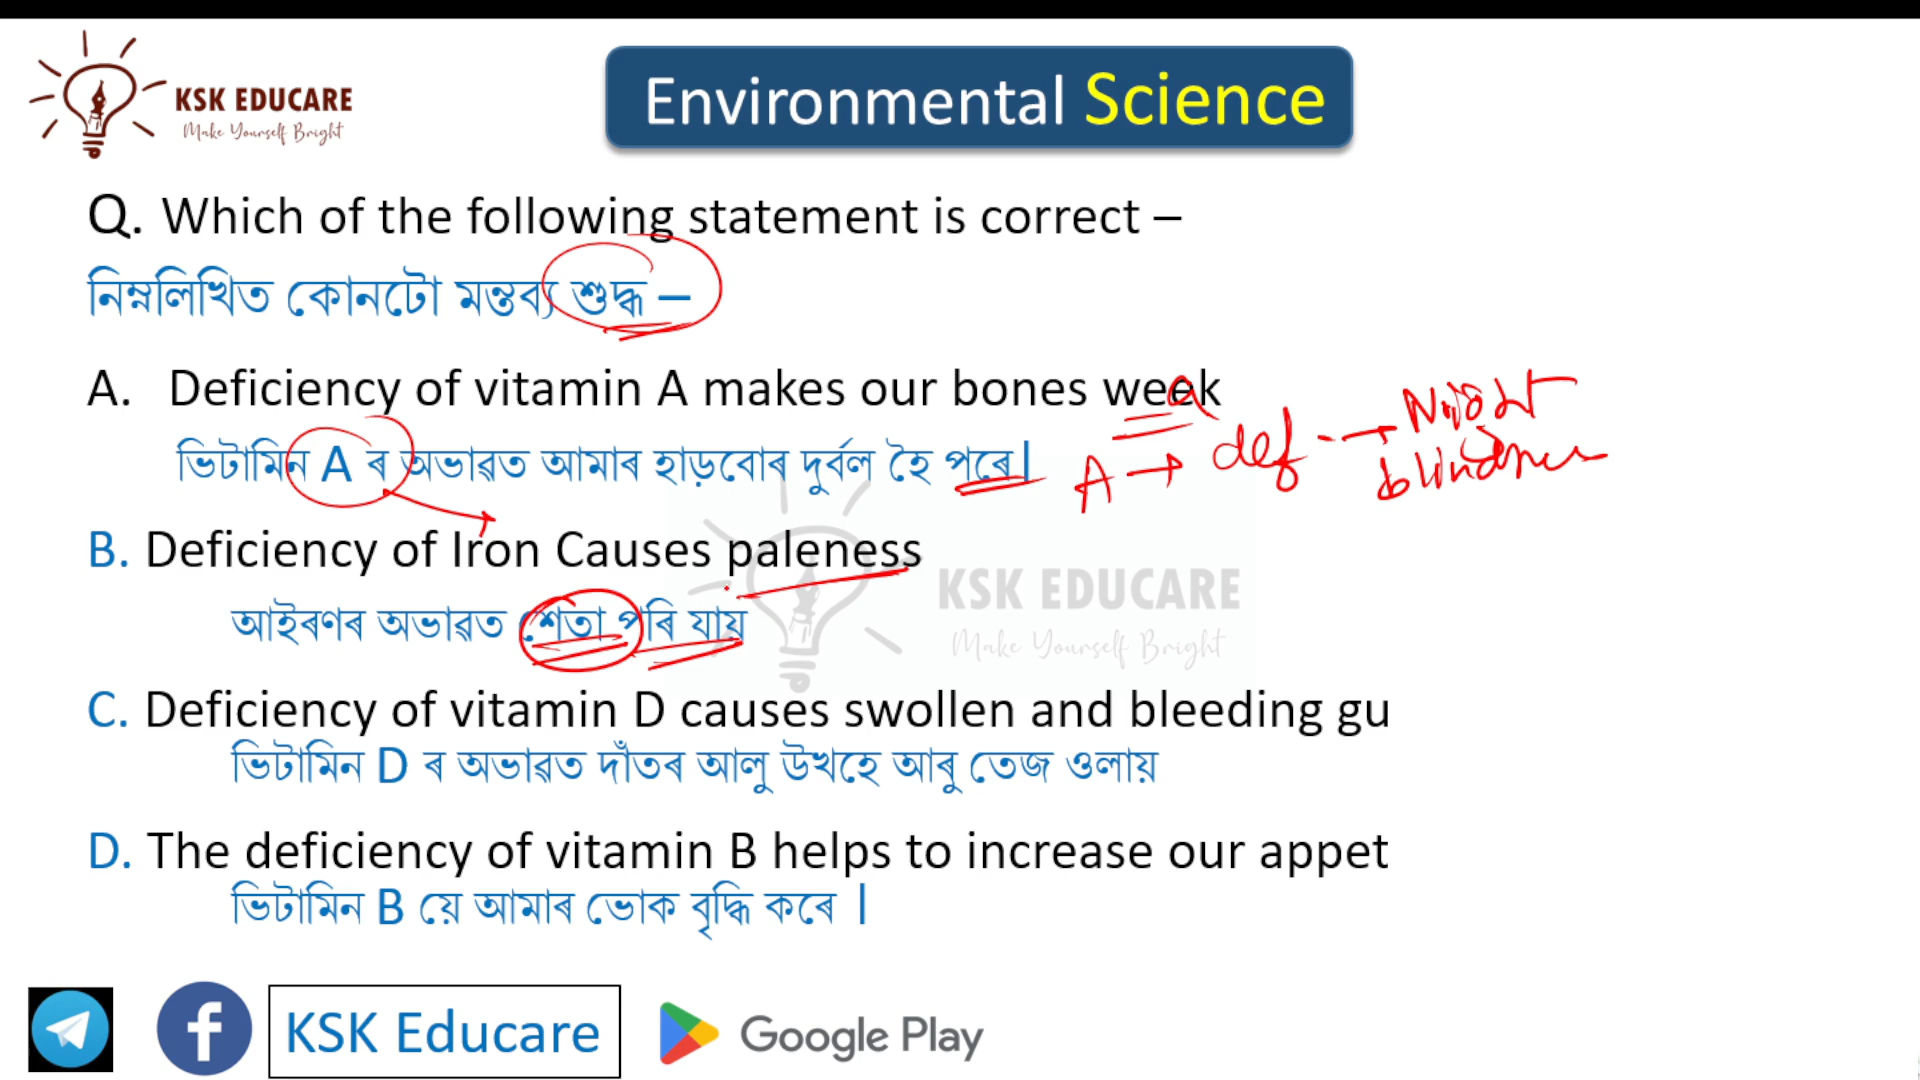 KSK EDUCARE
Make Yourself Bright
Environmental Science
Q. Which of the following statement is correct –
নিম্নলিখিত কোনটো মন্তব্য শুদ্ধ –
A. Deficiency of vitamin A makes our bones week
a
ভিটামিন A ৰ অভাৱত আমাৰ হাড়বোৰ দুৰ্বল হৈ পৰে|
A → def → Night
blindness
B. Deficiency of Iron Causes paleness
আইৰণৰ অভাৱত শেতা পৰি যায়
KSK EDUCARE
Make Yourself Bright
C. Deficiency of vitamin D causes swollen and bleeding gu
ভিটামিন D ৰ অভাৱত দাঁতৰ আলু উখহে আৰু তেজ ওলায়
D. The deficiency of vitamin B helps to increase our appet
ভিটামিন B য়ে আমাৰ ভোক বৃদ্ধি কৰে |
KSK Educare
Google Play